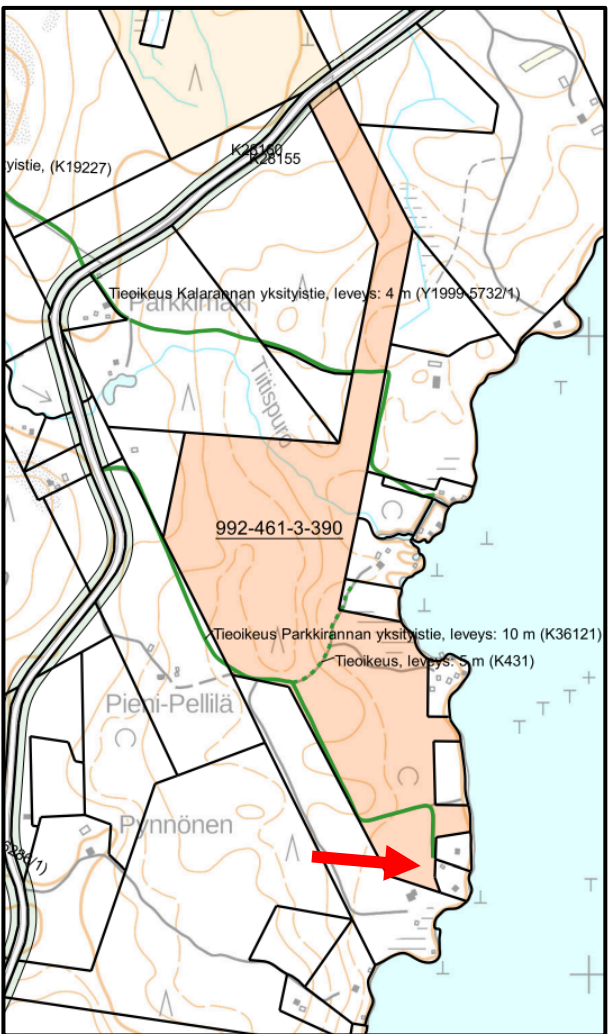 K28155
yistie, (K19227)
Tieoikeus Kalarannan yksityistie, leveys: 4 m (Y1999-5732/1)
Parkkimäki
Tiitispuro
992-461-3-390
Tieoikeus Parkkirannan yksityistie, leveys: 10 m (K36121)
Tieoikeus, leveys: 5 m (K431)
Pieni-Pellilä
Pynnönen